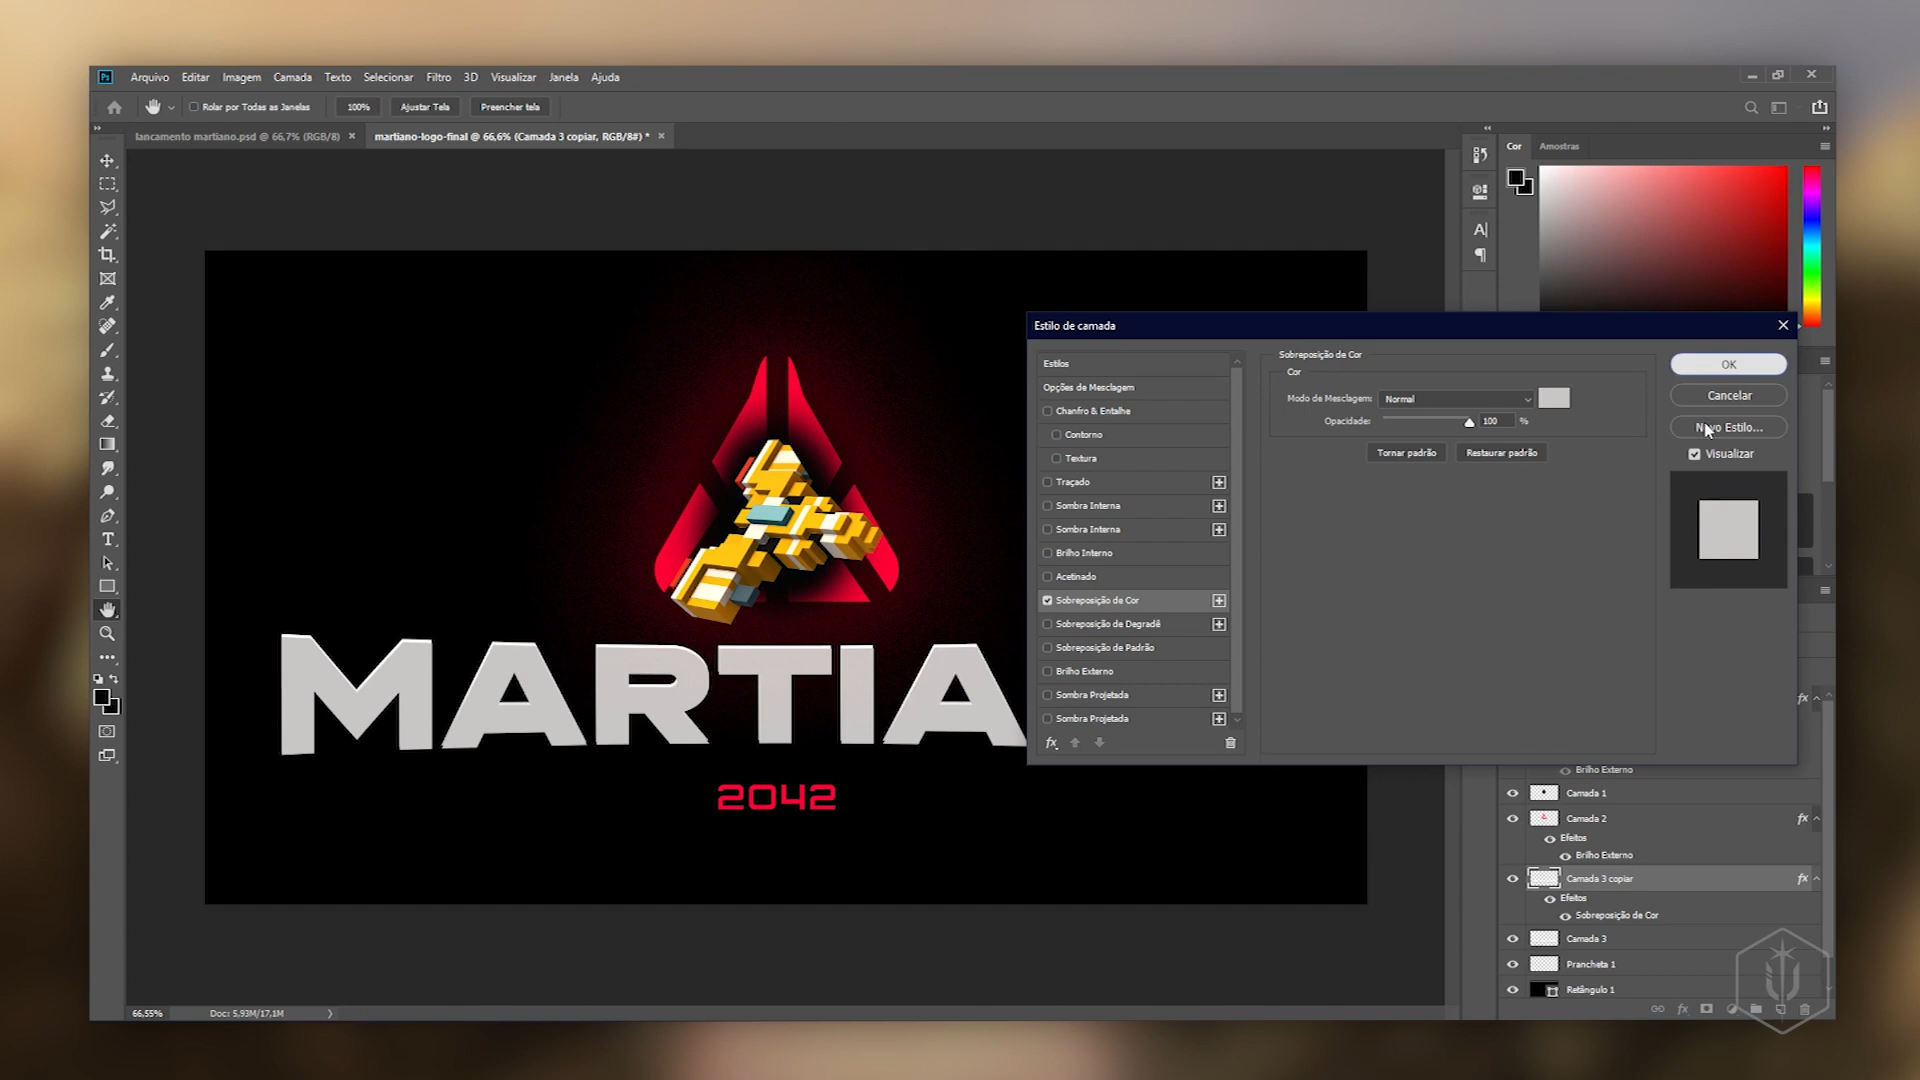 Ps Arquivo Editar Imagem Camada Texto Selecionar Filtro 3D Visualizar Janela Ajuda
Rolar por Todas as Janelas 100% Ajustar Tela Preencher tela
lancamento martiano.psd @ 66,7% (RGB/8) × martiano-logo-final @ 66,6% (Camada 3 copiar, RGB/8#) * ×
Cor Amostras
Estilo de camada
Estilos
Opções de Mesclagem
Chanfro & Entalhe
Contorno
Textura
Traçado
Sombra Interna
Sombra Interna
Brilho Interno
Acetinado
Sobreposição de Cor
Sobreposição de Degradê
Sobreposição de Padrão
Brilho Externo
Sombra Projetada
Sombra Projetada
fx
Sobreposição de Cor
Cor
Modo de Mesclagem: Normal
Opacidade: 100 %
Tornar padrão Restaurar padrão
OK
Cancelar
Novo Estilo...
Visualizar
MARTIA
2042
fx
Brilho Externo
Camada 1
Camada 2 fx
Efeitos
Brilho Externo
Camada 3 copiar fx
Efeitos
Sobreposição de Cor
Camada 3
Prancheta 1
Retângulo 1
fx
66,55% Doc: 5,93M/17,1M